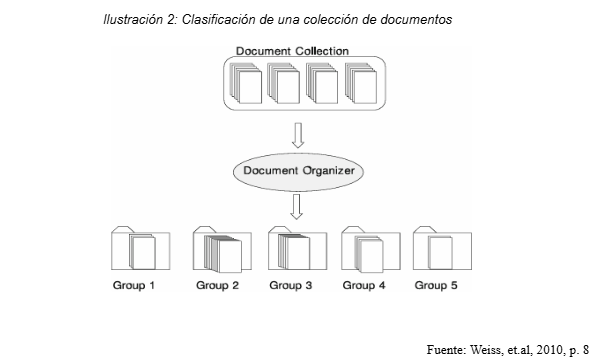 Ilustración 2: Clasificación de una colección de documentos
Document Collection
Document Organizer
Group 1 Group 2 Group 3 Group 4 Group 5
Fuente: Weiss, et.al, 2010, p. 8